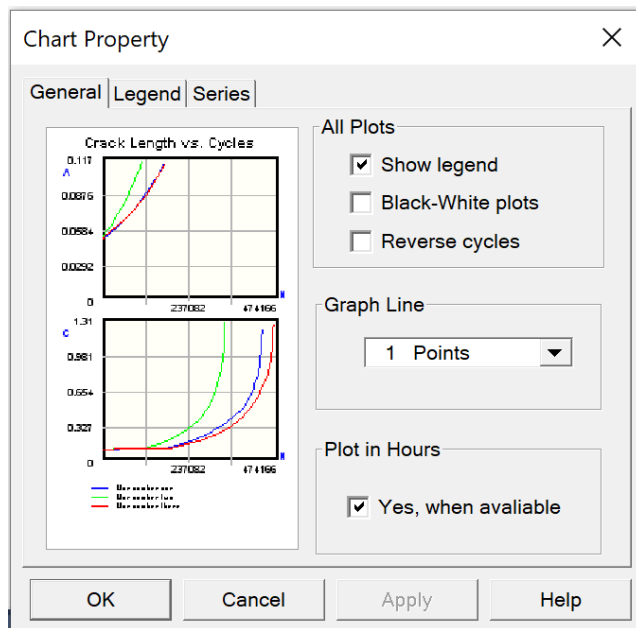 Chart Property
General Legend Series
Crack Length vs. Cycles
0.117
A
0.0876
0.0584
0.0292
0
N
237082 474166
1.31
C
0.981
0.654
0.327
0
N
237082 474166
All Plots
Show legend
Black-White plots
Reverse cycles
Graph Line
1 Points
Plot in Hours
Yes, when avaliable
OK Cancel Apply Help